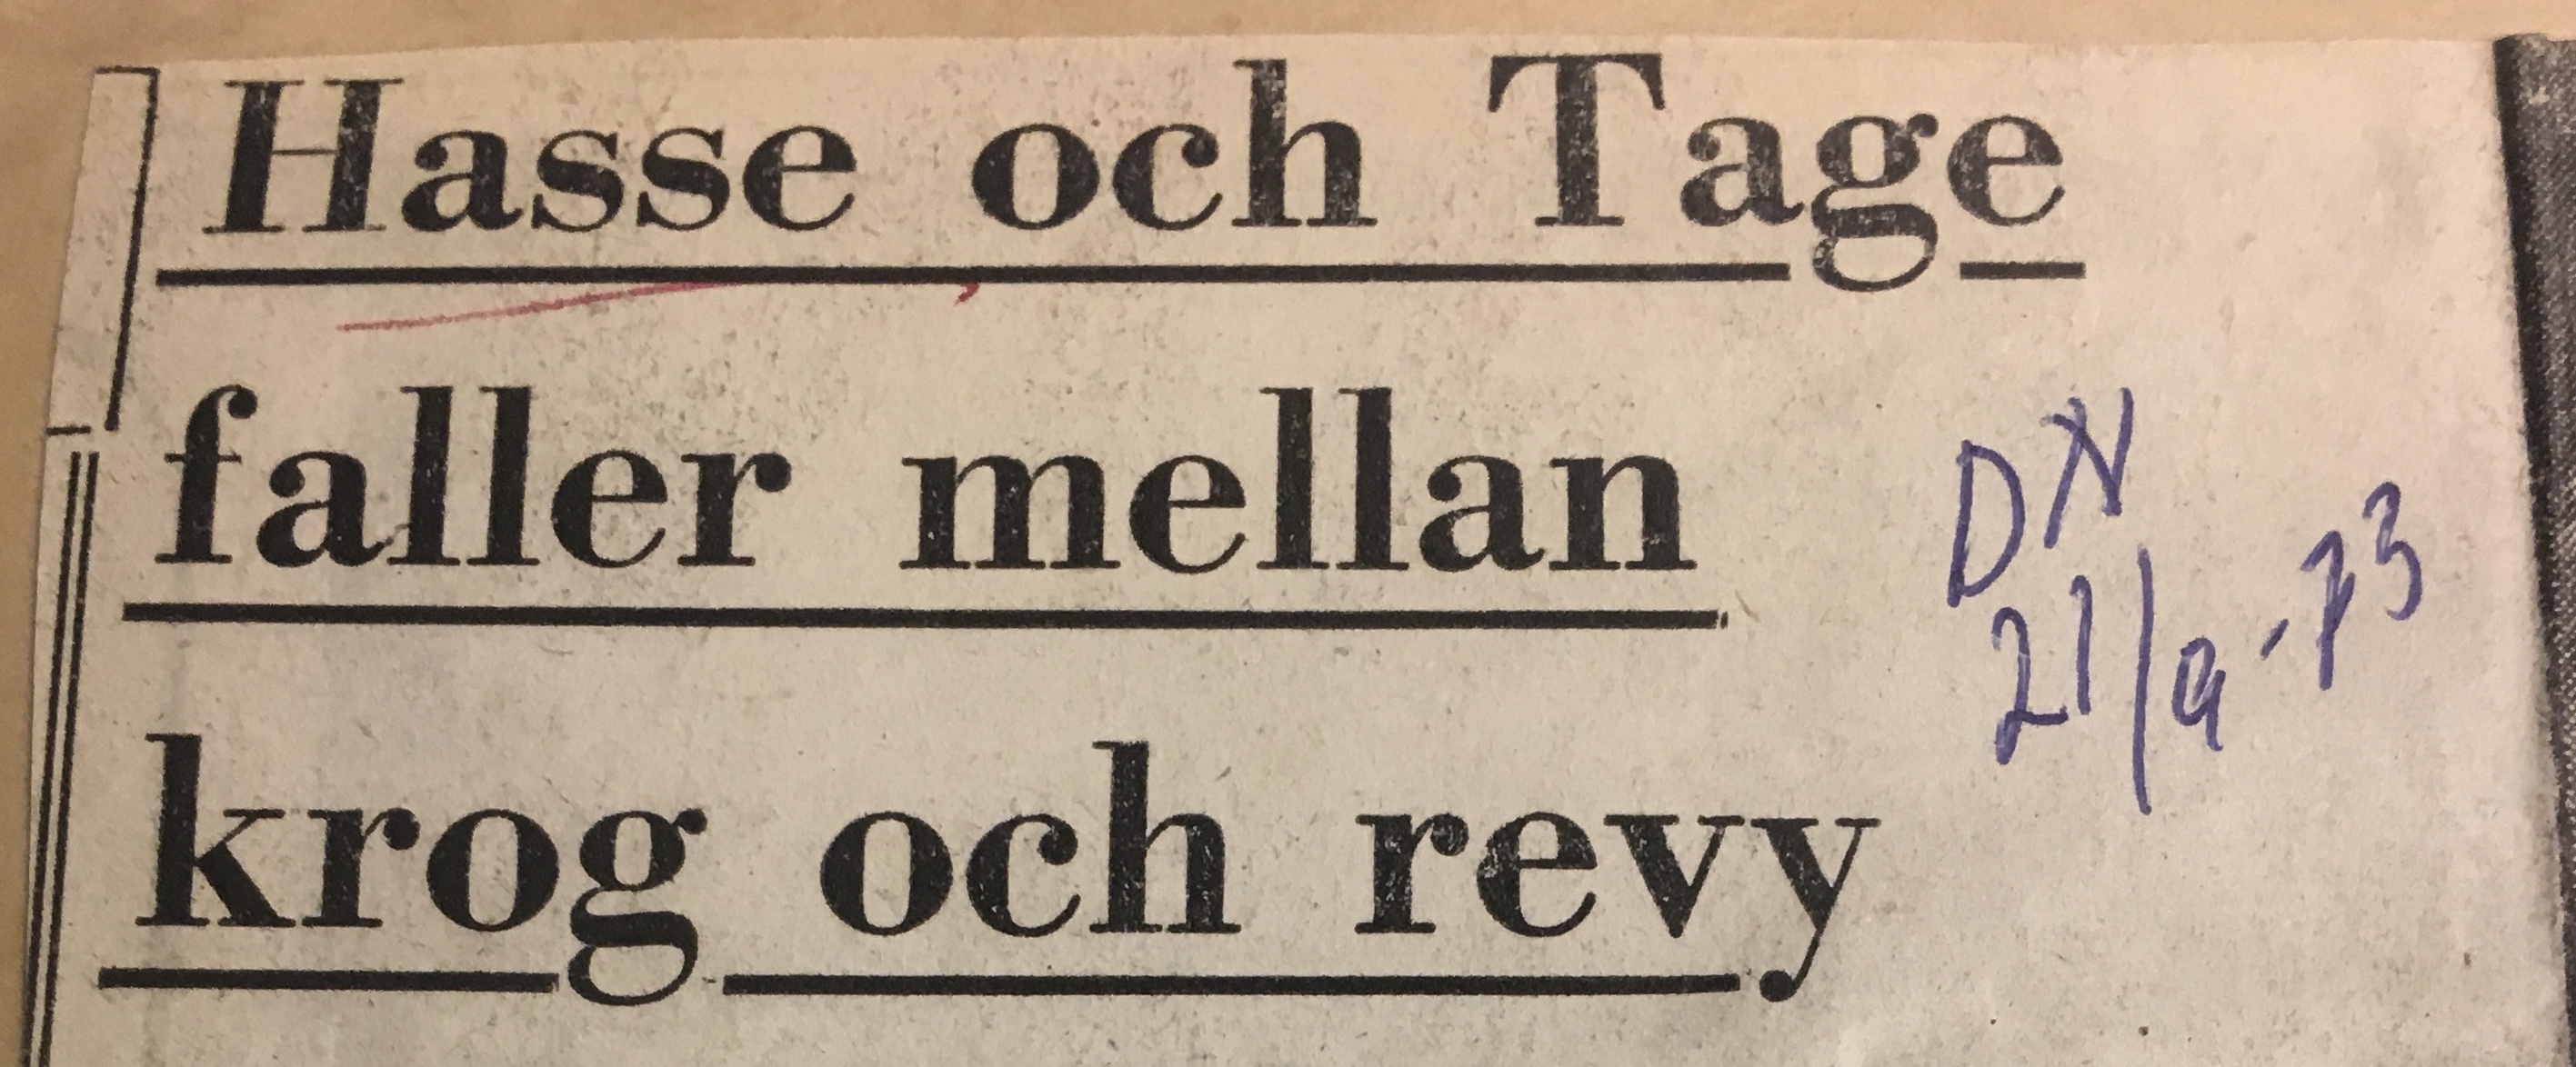 Hasse och Tage
faller mellan
krog och revy
DN
21/9-73